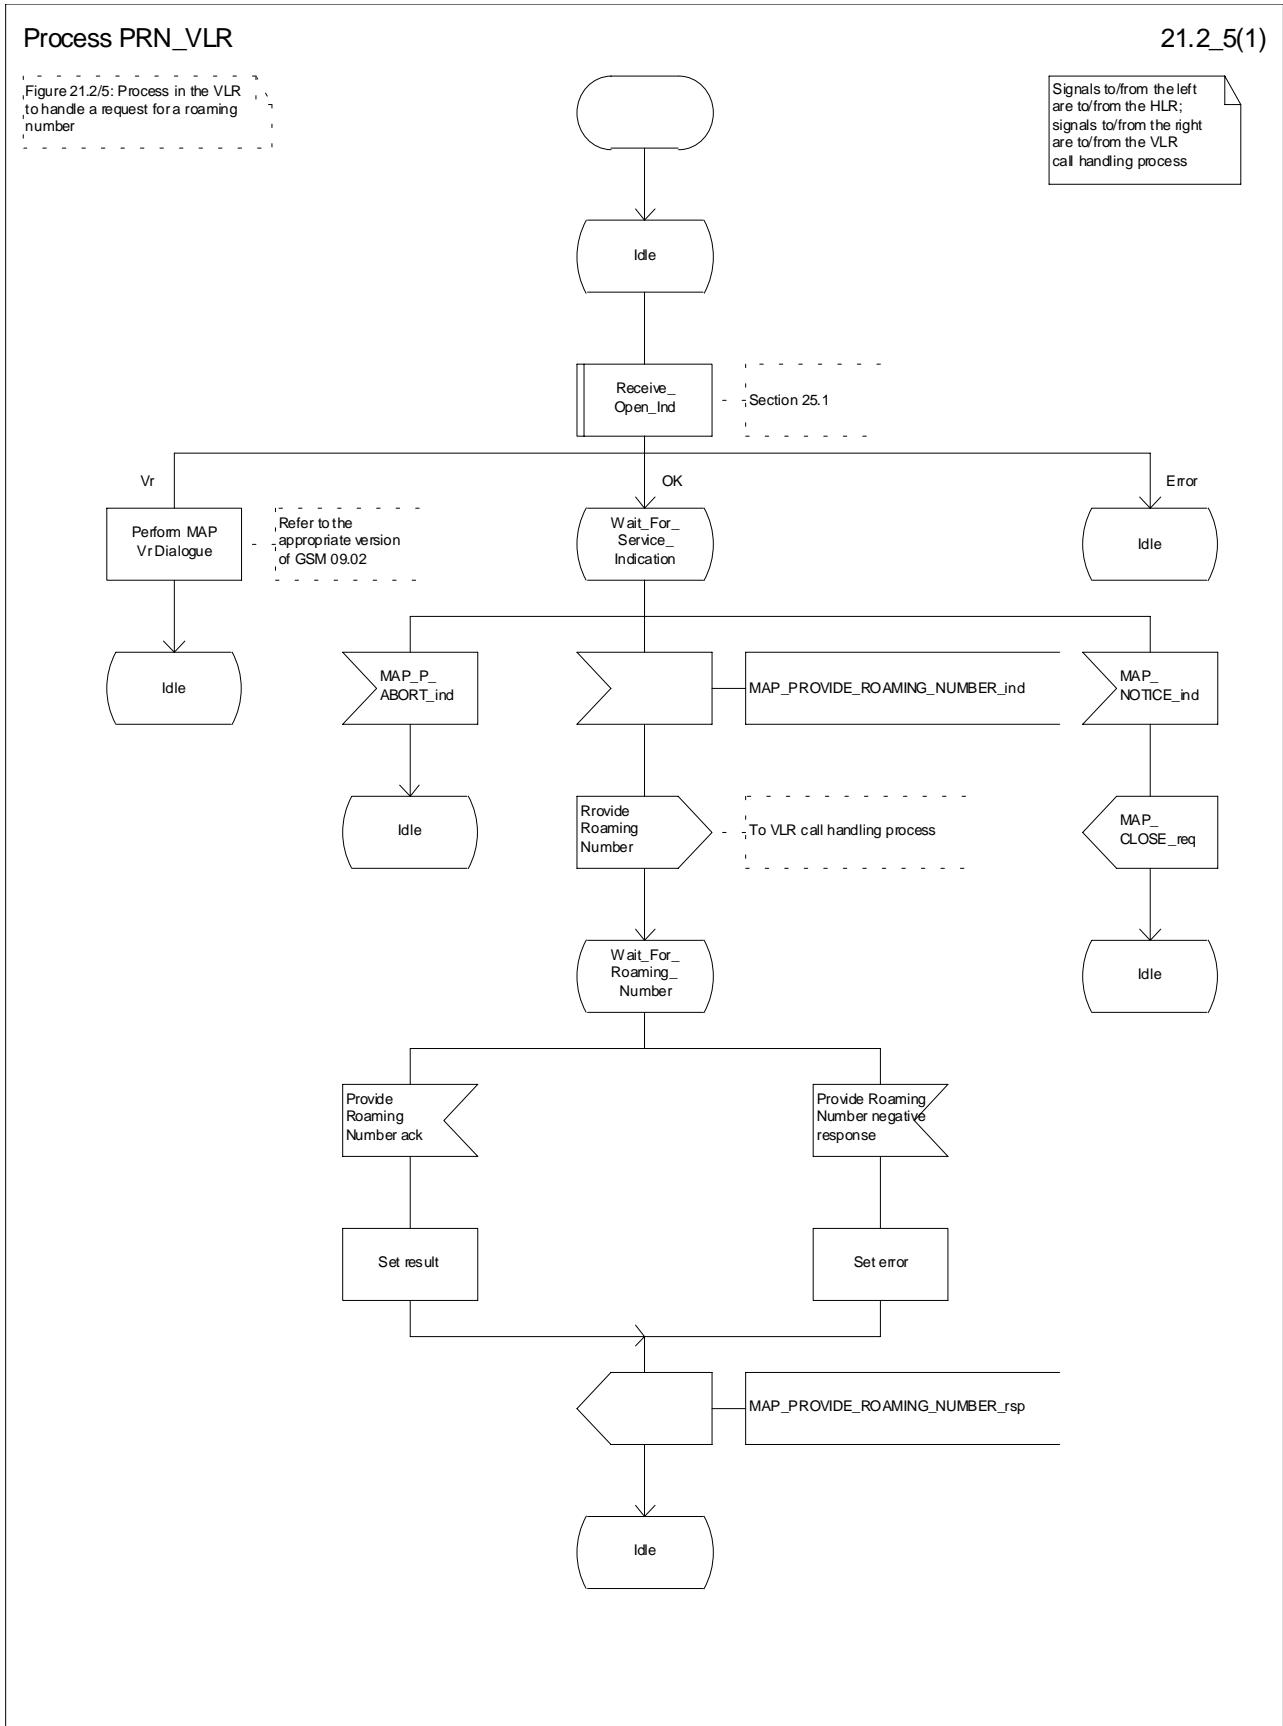 Process PRN_VLR
21.2_5(1)
Figure 21.2/5: Process in the VLR
to handle a request for a roaming
number
Signals to/from the left
are to/from the HLR;
signals to/from the right
are to/from the VLR
call handling process
Idle
Receive_
Open_Ind
Section 25.1
Vr
OK
Error
Perform MAP
Vr Dialogue
Refer to the
appropriate version
of GSM 09.02
Wait_For_
Service_
Indication
Idle
Idle
MAP_P_
ABORT_ind
MAP_PROVIDE_ROAMING_NUMBER_ind
MAP_
NOTICE_ind
Idle
Rrovide
Roaming
Number
To VLR call handling process
MAP_
CLOSE_req
Wait_For_
Roaming_
Number
Idle
Provide
Roaming
Number ack
Provide Roaming
Number negative
response
Set result
Set error
MAP_PROVIDE_ROAMING_NUMBER_rsp
Idle